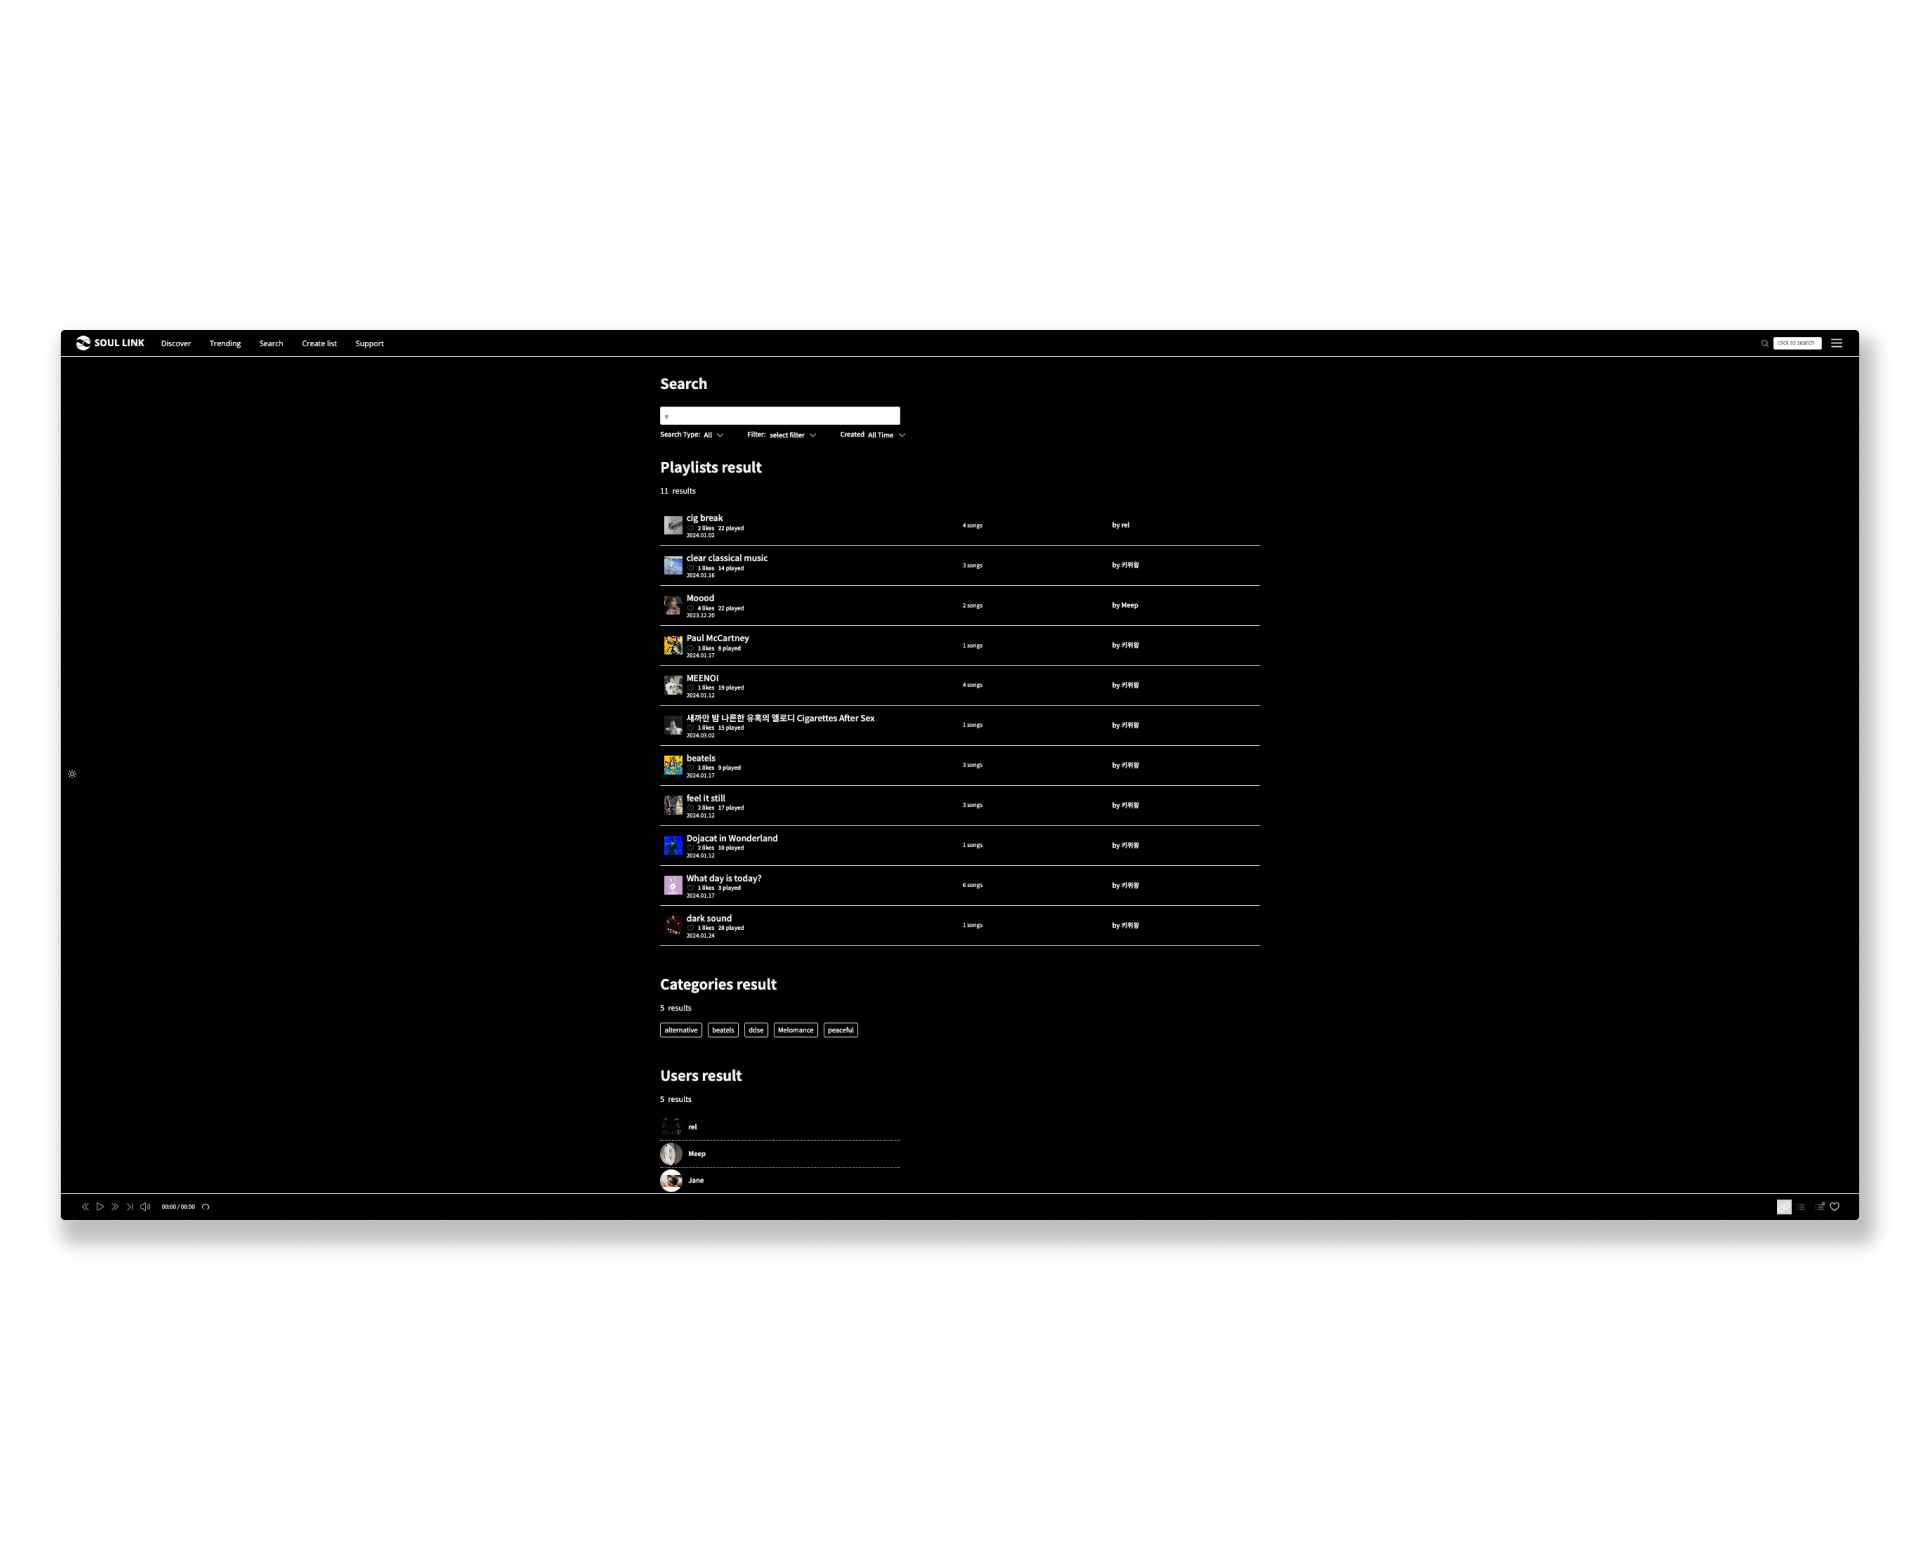 SOUL LINK Discover Trending Search Create list Support click to search
Search
e
Search Type: All Filter: select filter Created All Time
Playlists result
11 results
cig break
2 likes 22 played
2024.01.02
4 songs
by rel
clear classical music
1 likes 14 played
2024.01.16
3 songs
by 키위왕
Moood
4 likes 22 played
2023.12.20
2 songs
by Meep
Paul McCartney
1 likes 8 played
2024.01.17
1 songs
by 키위왕
MEENOI
1 likes 19 played
2024.01.12
4 songs
by 키위왕
새까만 밤 나른한 유혹의 멜로디 Cigarettes After Sex
1 likes 15 played
2024.03.02
1 songs
by 키위왕
beatels
1 likes 9 played
2024.01.17
3 songs
by 키위왕
feel it still
2 likes 17 played
2024.01.12
3 songs
by 키위왕
Dojacat in Wonderland
2 likes 10 played
2024.01.12
1 songs
by 키위왕
What day is today?
1 likes 3 played
2024.01.17
6 songs
by 키위왕
dark sound
1 likes 28 played
2024.01.24
1 songs
by 키위왕
Categories result
5 results
alternative beatels ddse Melomance peaceful
Users result
5 results
rel
Meep
Jane
00:00 / 00:00